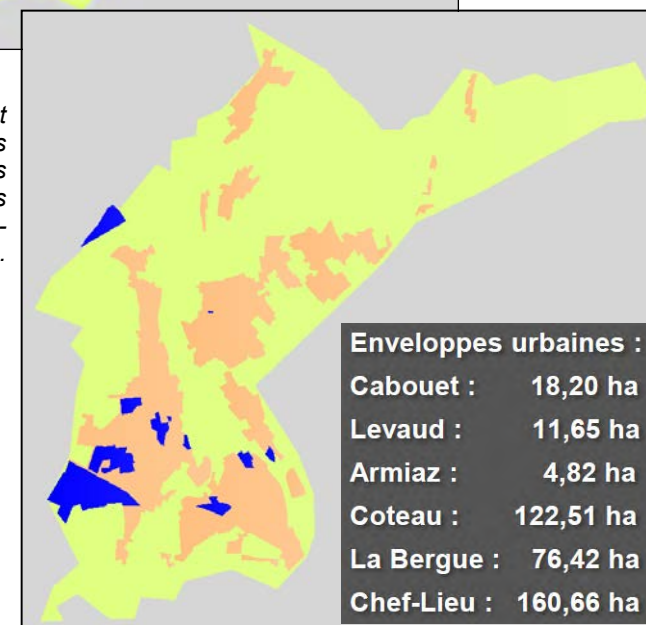 t
s
s
s
-
.
Enveloppes urbaines :
Cabouet : 18,20 ha
Levaud : 11,65 ha
Armiaz : 4,82 ha
Coteau : 122,51 ha
La Bergue : 76,42 ha
Chef-Lieu : 160,66 ha